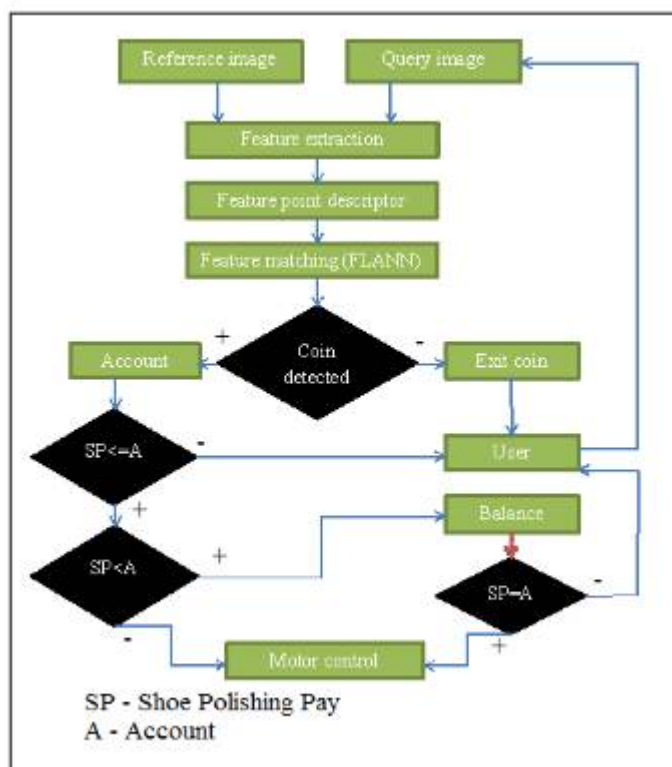 Reference image
Query image
Feature extraction
Feature point descriptor
Feature matching (FLANN)
+
-
Account
Coin
detected
Exit coin
SP<=A
-
User
+
Balance
SP<A
+
SP=A
-
-
Motor control
+
SP - Shoe Polishing Pay
A - Account